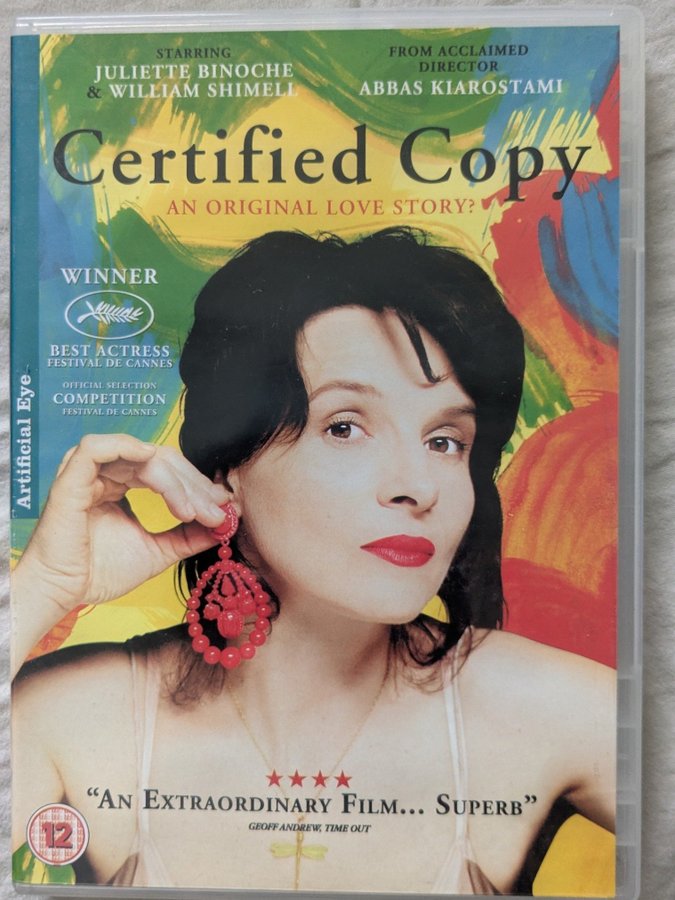 STARRING
JULIETTE BINOCHE
& WILLIAM SHIMELL
FROM ACCLAIMED
DIRECTOR
ABBAS KIAROSTAMI
Certified Copy
AN ORIGINAL LOVE STORY?
WINNER
BEST ACTRESS
FESTIVAL DE CANNES
OFFICIAL SELECTION
COMPETITION
FESTIVAL DE CANNES
Artificial Eye
"AN EXTRAORDINARY FILM... SUPERB"
GEOFF ANDREW, TIME OUT
12